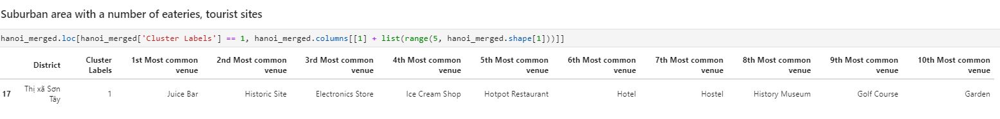 Suburban area with a number of eateries, tourist sites
hanoi_merged.loc[hanoi_merged['Cluster Labels'] == 1, hanoi_merged.columns[[1] + list(range(5, hanoi_merged.shape[1]))]]
District Cluster Labels 1st Most common venue 2nd Most common venue 3rd Most common venue 4th Most common venue 5th Most common venue 6th Most common venue 7th Most common venue 8th Most common venue 9th Most common venue 10th Most common venue
17 Thị xã Sơn Tây 1 Juice Bar Historic Site Electronics Store Ice Cream Shop Hotpot Restaurant Hotel Hostel History Museum Golf Course Garden